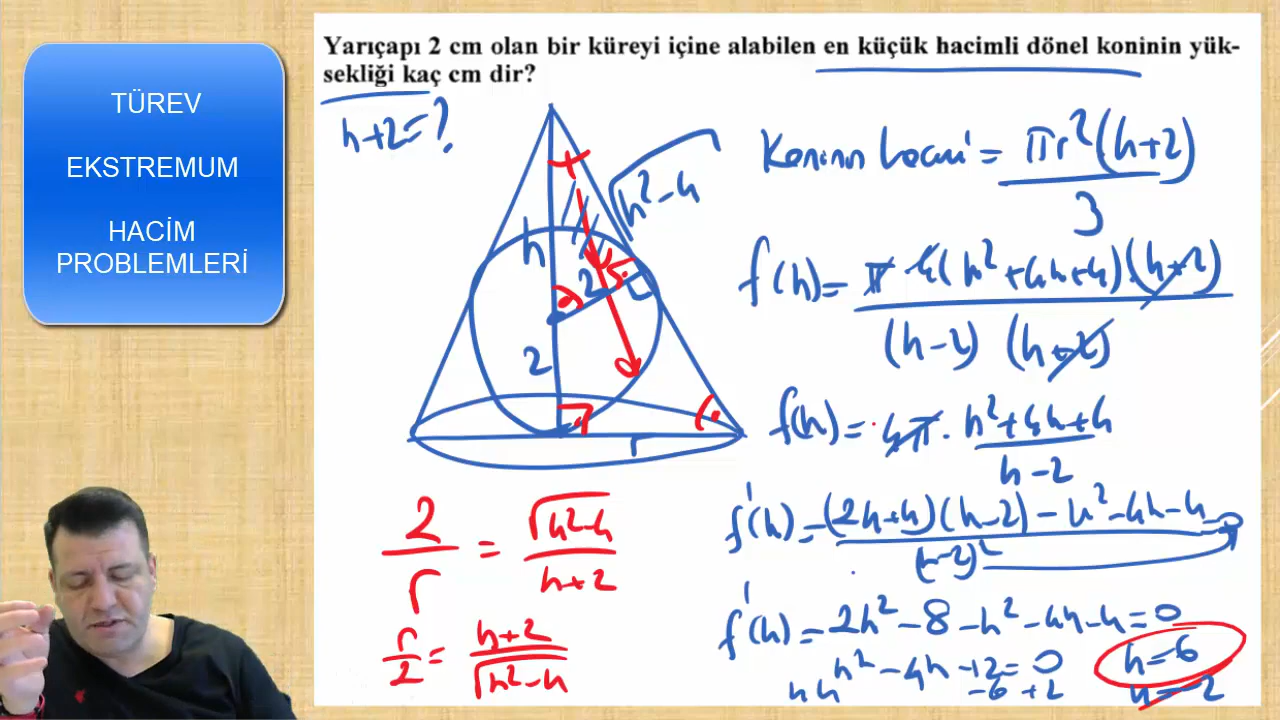 TÜREV
EKSTREMUM
HACİM
PROBLEMLERİ
Yarıçapı 2 cm olan bir küreyi içine alabilen en küçük hacimli dönel koninin yük-
sekliği kaç cm dir?
h+2=?
h
2
2
r
√h²-4
α
2/r = √h²-4/h+2
r/2 = h+2/√h²-4
Koninin hacmi = πr²(h+2)/3
f(h)= π 4(h²+4h+4)(h+2)/(h-2)(h+2)
f(h)= 4π. h²+4h+4/h-2
f'(h)= (2h+4)(h-2)-h²-4h-4/(h-2)² = 0
f'(h)= 2h²-8-h²-4h-4=0
h²-4h-12=0
-6 +2
h=6
h=-2